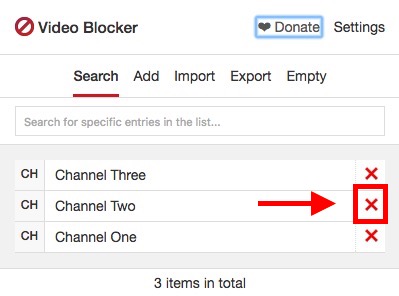 Video Blocker
❤ Donate Settings
Search Add Import Export Empty
Search for specific entries in the list...
CH Channel Three ✕
CH Channel Two ✕
CH Channel One ✕
3 items in total